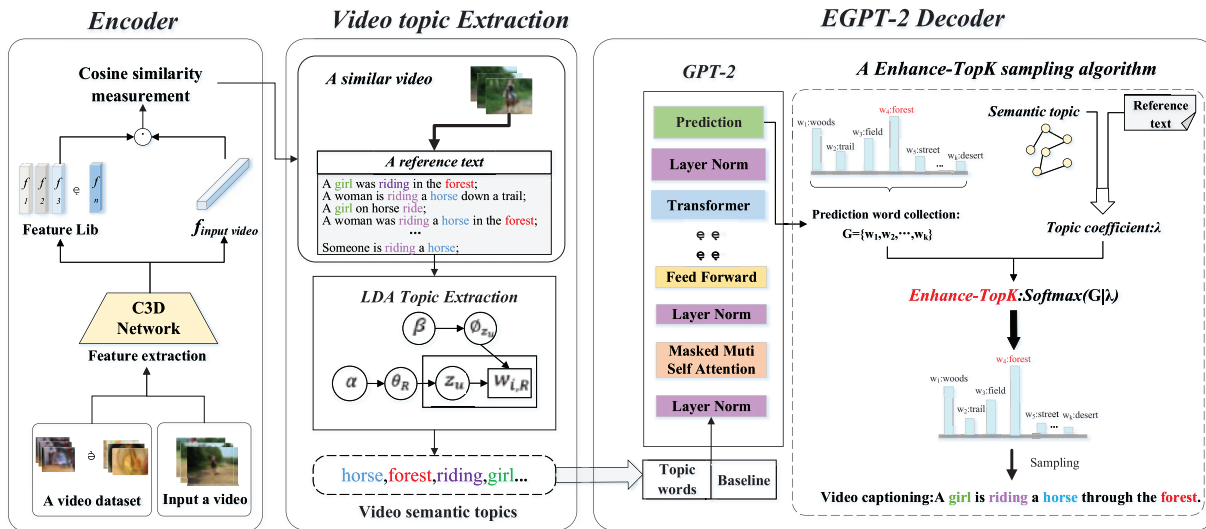 Encoder
Cosine similarity
measurement
f 1 f 2 f 3 f n
Feature Lib
f input video
C3D
Network
Feature extraction
A video dataset
Input a video
Video topic Extraction
A similar video
A reference text
A girl was riding in the forest;
A woman is riding a horse down a trail;
A girl on horse ride;
A woman was riding a horse in the forest;
...
Someone is riding a horse;
LDA Topic Extraction
β ϕ_{z_u}
α θ_R z_u w_{i,R}
horse,forest,riding,girl...
Video semantic topics
EGPT-2 Decoder
GPT-2
Prediction
Layer Norm
Transformer
Feed Forward
Layer Norm
Masked Muti
Self Attention
Layer Norm
Topic
words
Baseline
A Enhance-TopK sampling algorithm
w4:forest
w1:woods
w3:field
w2:trail
w5:street
...
wk:desert
Semantic topic
Reference
text
Prediction word collection:
G={w1,w2,···,wk}
Topic coefficient:λ
Enhance-TopK:Softmax(G|λ)
w4:forest
w1:woods
w3:field
w2:trail
w5:street
...
wk:desert
Sampling
Video captioning:A girl is riding a horse through the forest.